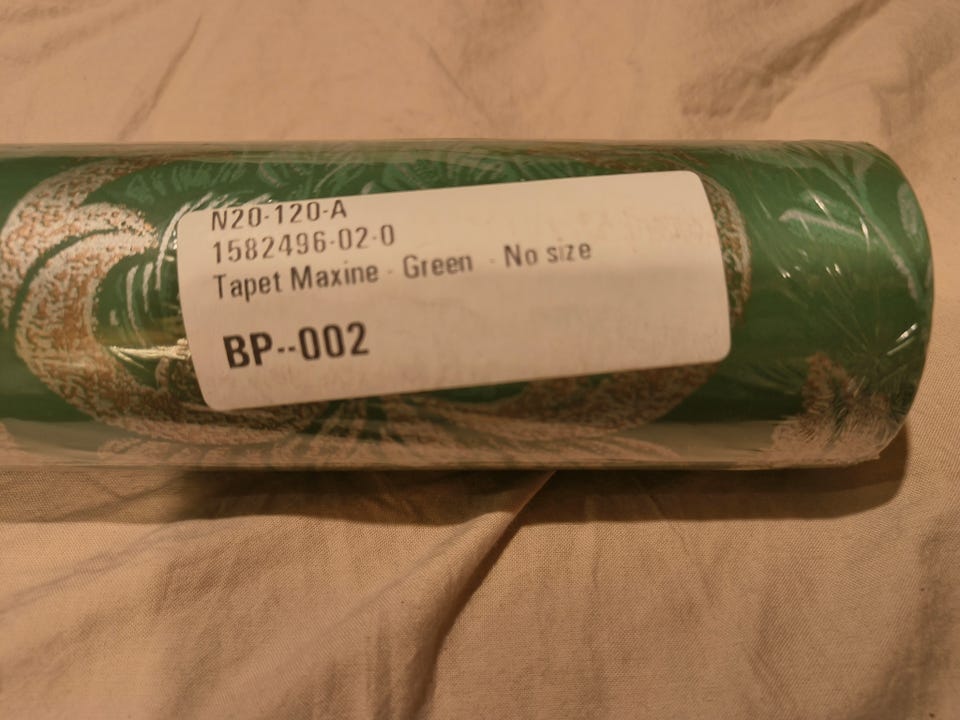 N20-120-A
1582496-02-0
Tapet Maxine - Green - No size
BP--002